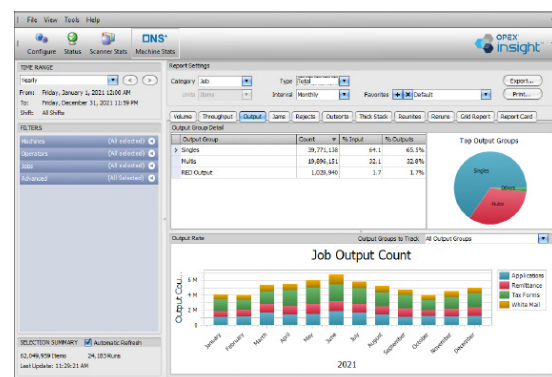 File View Tools Help
Configure Status Scanner Stats Machine Stats
ONS+
OPEX
insight
TIME RANGE
Yearly
From: Friday, January 1, 2021 12:00 AM
To: Friday, December 31, 2021 11:59 PM
Shift: All Shifts
FILTERS
Machines (All selected)
Operators (All selected)
Jobs (All selected)
Advanced (All Selected)
SELECTION SUMMARY Automatic Refresh
62,049,959 Items 24,183 Runs
Last Update: 11:29:21 AM
Report Settings
Category Job Type Total Export...
Units Items Interval Monthly Favorites Default Print...
Volume Throughput Output Jams Rejects Outsorts Thick Stack Reunites Reruns Grid Report Report Card
Output Group Detail
Output Group Count % Input % Outputs
Singles 39,771,138 64.1 65.5%
Multis 19,896,151 32.1 32.8%
RED Output 1,028,940 1.7 1.7%
Top Output Groups
Singles
Others
Multis
Output Rate Output Groups to Track All Output Groups
Job Output Count
Output Cou...
6 M
4 M
2 M
0 M
January February March April May June July August September October November December
2021
Applications
Remittance
Tax Forms
White Mail